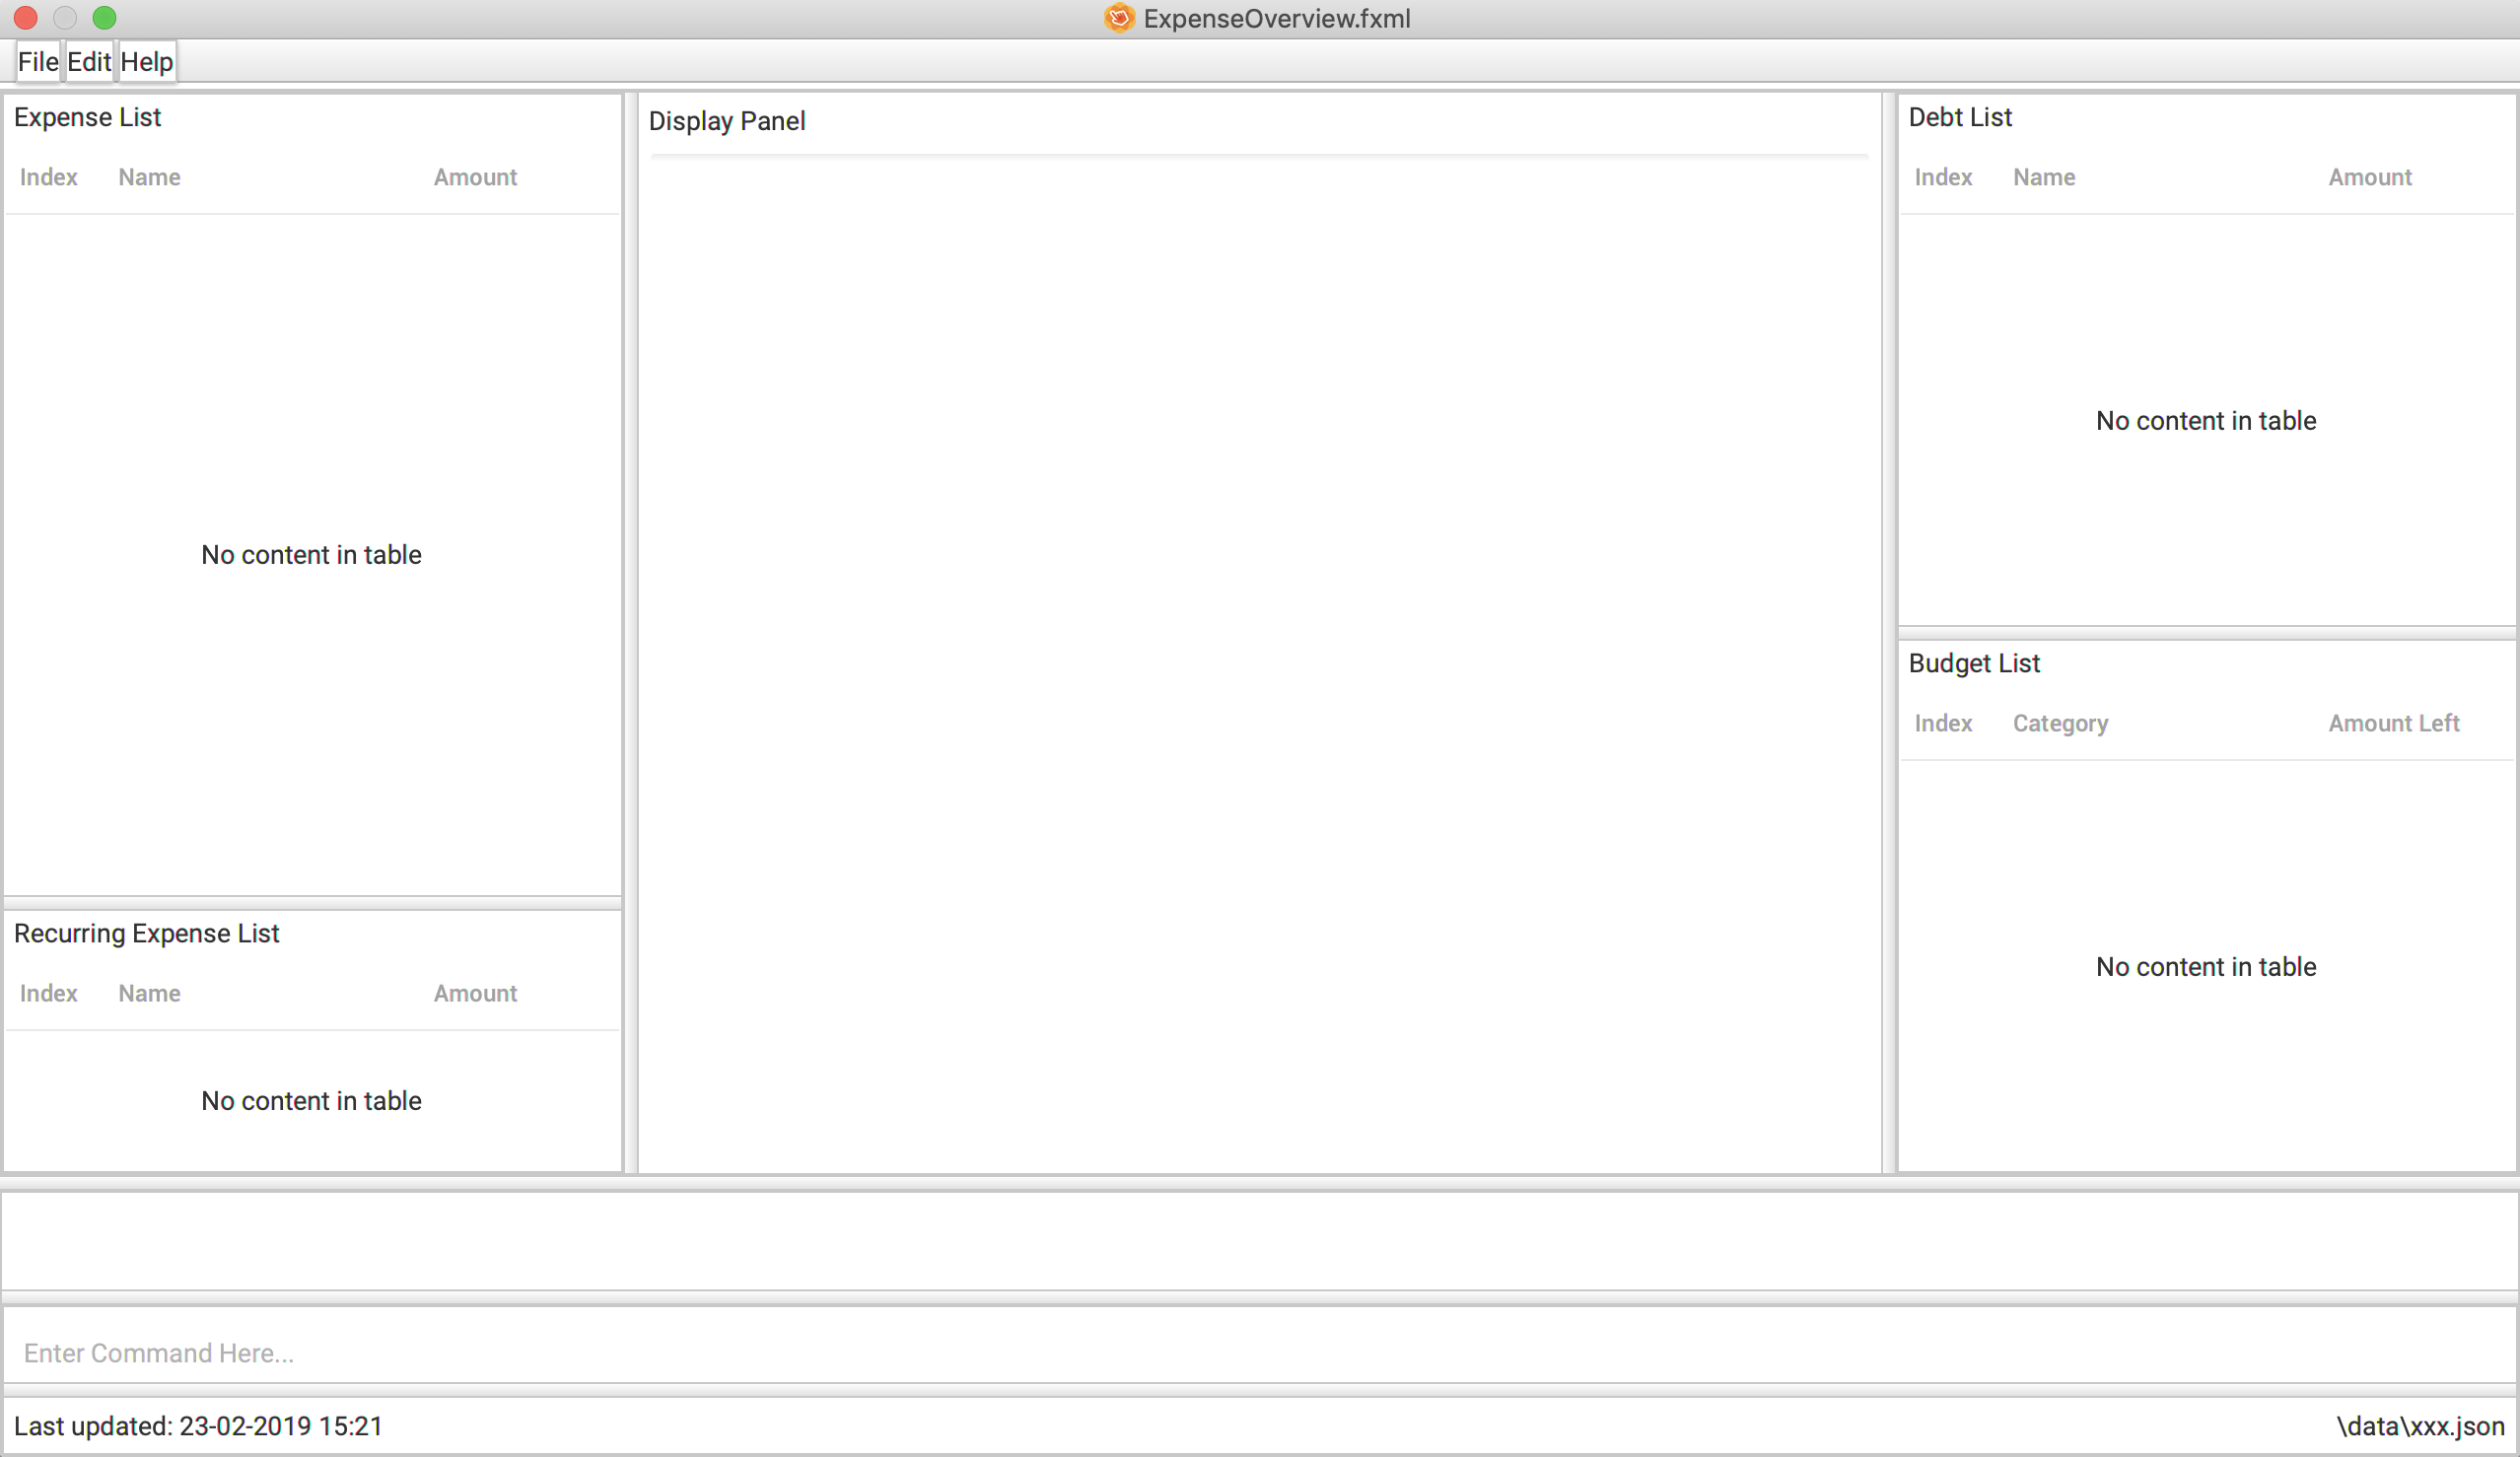 ExpenseOverview.fxml
File Edit Help
Expense List
Index Name Amount
No content in table
Recurring Expense List
Index Name Amount
No content in table
Display Panel
Debt List
Index Name Amount
No content in table
Budget List
Index Category Amount Left
No content in table
Enter Command Here...
Last updated: 23-02-2019 15:21
\data\xxx.json